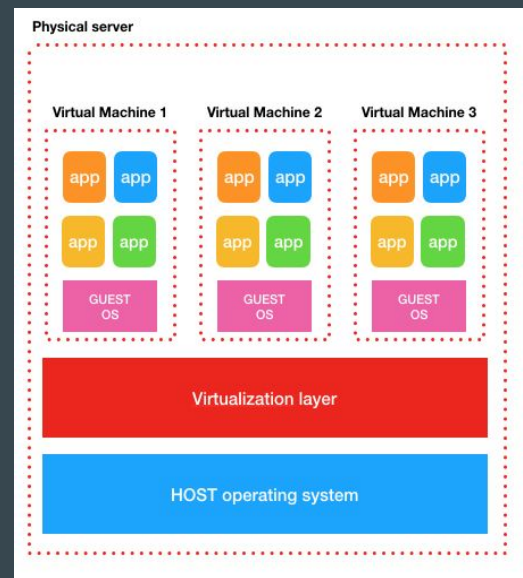 Physical server
Virtual Machine 1 Virtual Machine 2 Virtual Machine 3
app app app app app app
app app app app app app
GUEST OS GUEST OS GUEST OS
Virtualization layer
HOST operating system